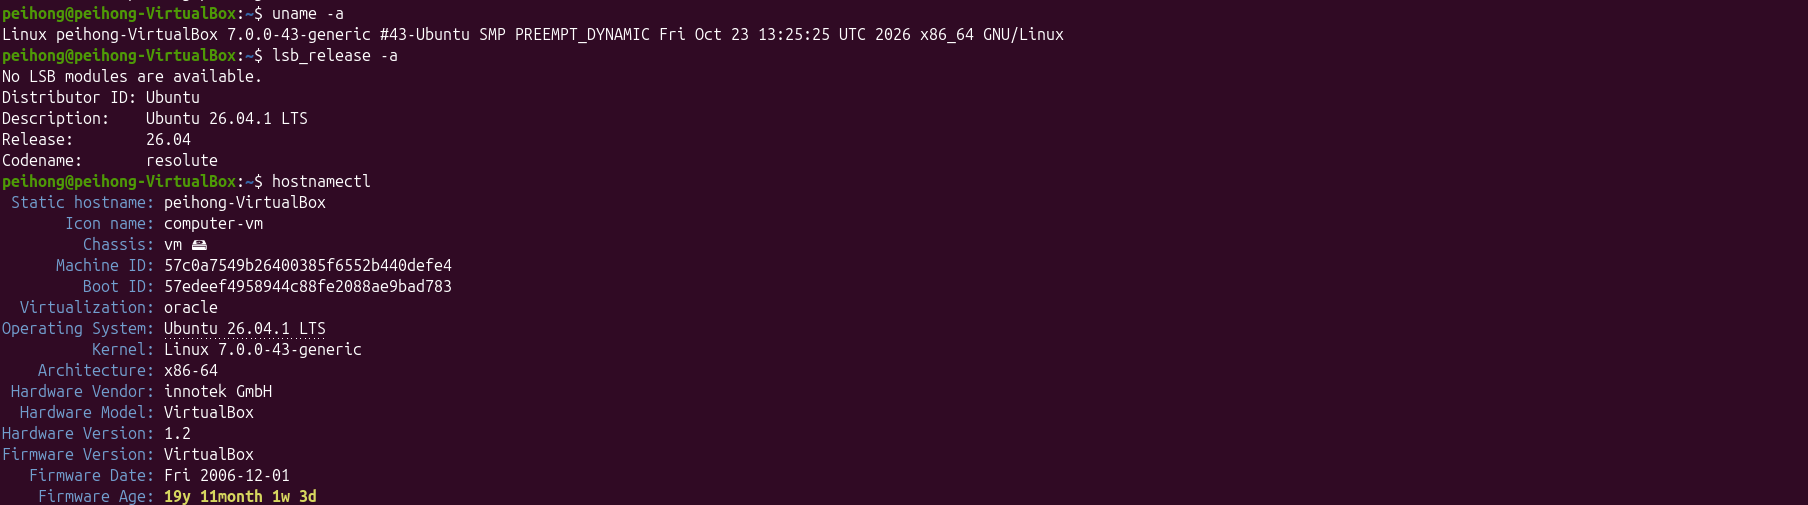 peihong@peihong-VirtualBox:~$ uname -a
Linux peihong-VirtualBox 7.0.0-43-generic #43-Ubuntu SMP PREEMPT_DYNAMIC Fri Oct 23 13:25:25 UTC 2026 x86_64 GNU/Linux
peihong@peihong-VirtualBox:~$ lsb_release -a
No LSB modules are available.
Distributor ID: Ubuntu
Description:    Ubuntu 26.04.1 LTS
Release:        26.04
Codename:       resolute
peihong@peihong-VirtualBox:~$ hostnamectl
 Static hostname: peihong-VirtualBox
       Icon name: computer-vm
         Chassis: vm 🖴
      Machine ID: 57c0a7549b26400385f6552b440defe4
         Boot ID: 57edeef4958944c88fe2088ae9bad783
  Virtualization: oracle
Operating System: Ubuntu 26.04.1 LTS
          Kernel: Linux 7.0.0-43-generic
    Architecture: x86-64
 Hardware Vendor: innotek GmbH
  Hardware Model: VirtualBox
Hardware Version: 1.2
Firmware Version: VirtualBox
   Firmware Date: Fri 2006-12-01
    Firmware Age: 19y 11month 1w 3d